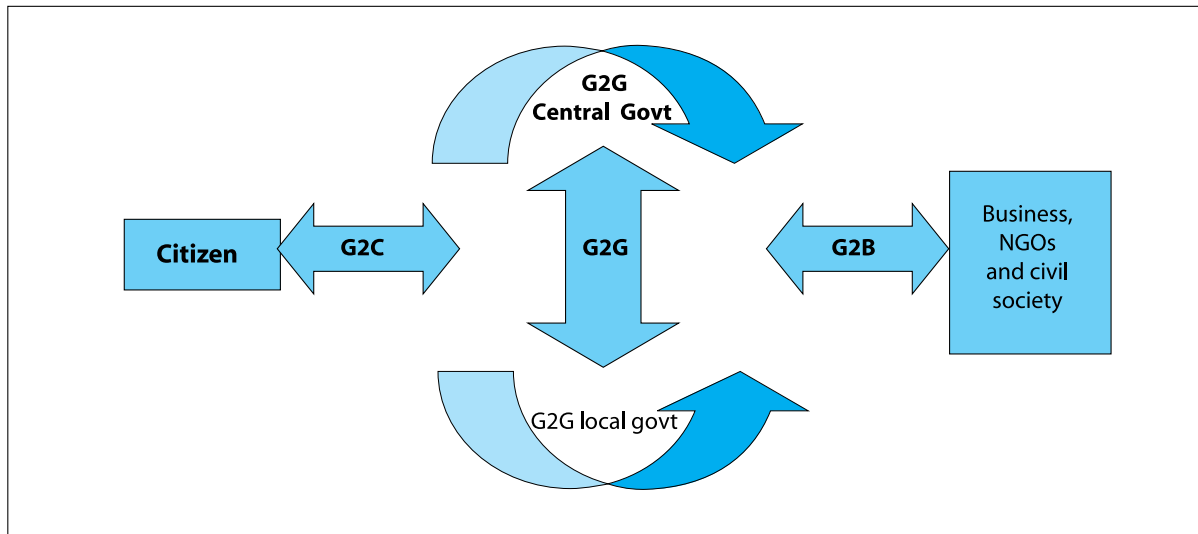 G2G
Central Govt
Citizen
G2C
G2G
G2B
Business,
NGOs
and civil
society
G2G local govt